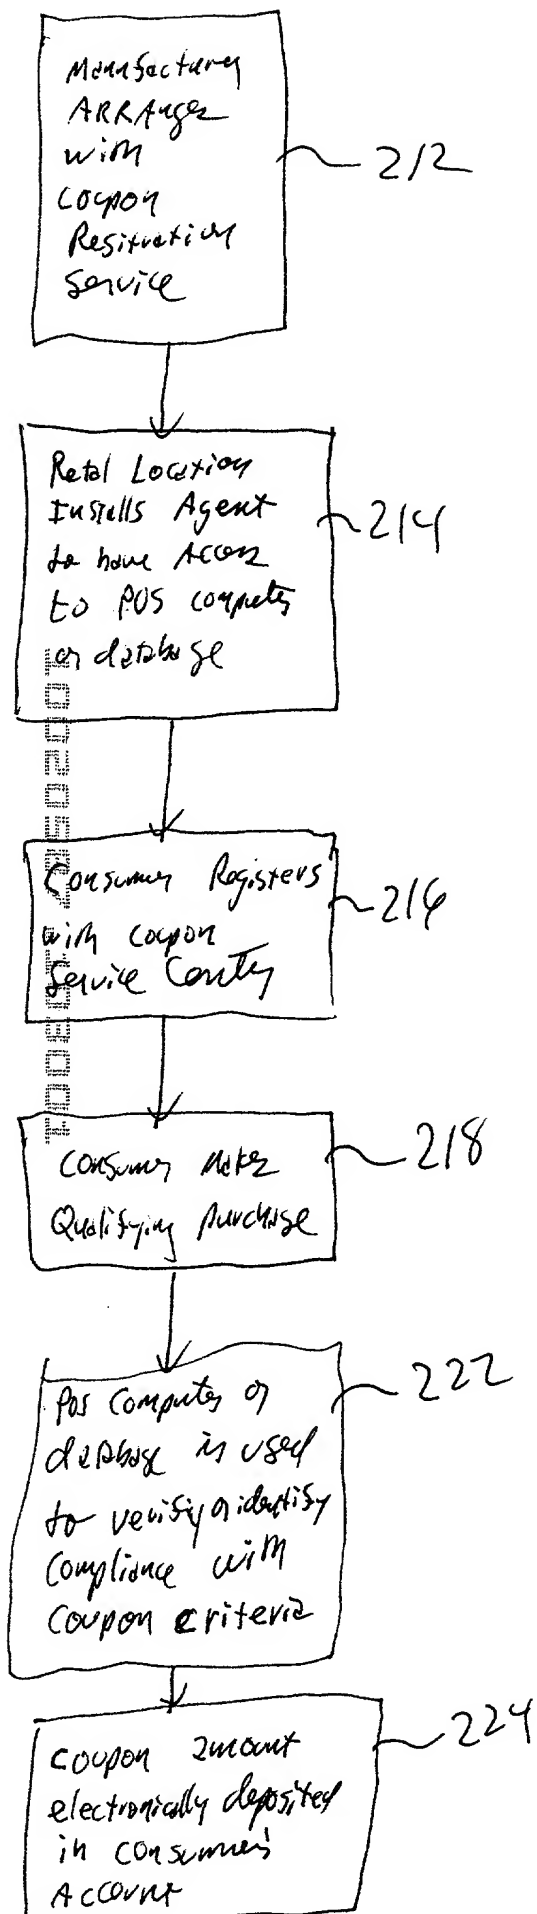 Manufacturer
ARRAnges
with
coupon
Resitration
Service
212
Retal Location
Installs Agent
to have Access
to POS computer
or database
214
Consumer Registers
with coupon
Service Center
216
Consumer Makes
Qualifying purchase
218
POS Computer or
database is used
to verify or identify
Compliance with
Coupon criteria
222
Coupon amount
electronically deposited
in consumer's
Account
224